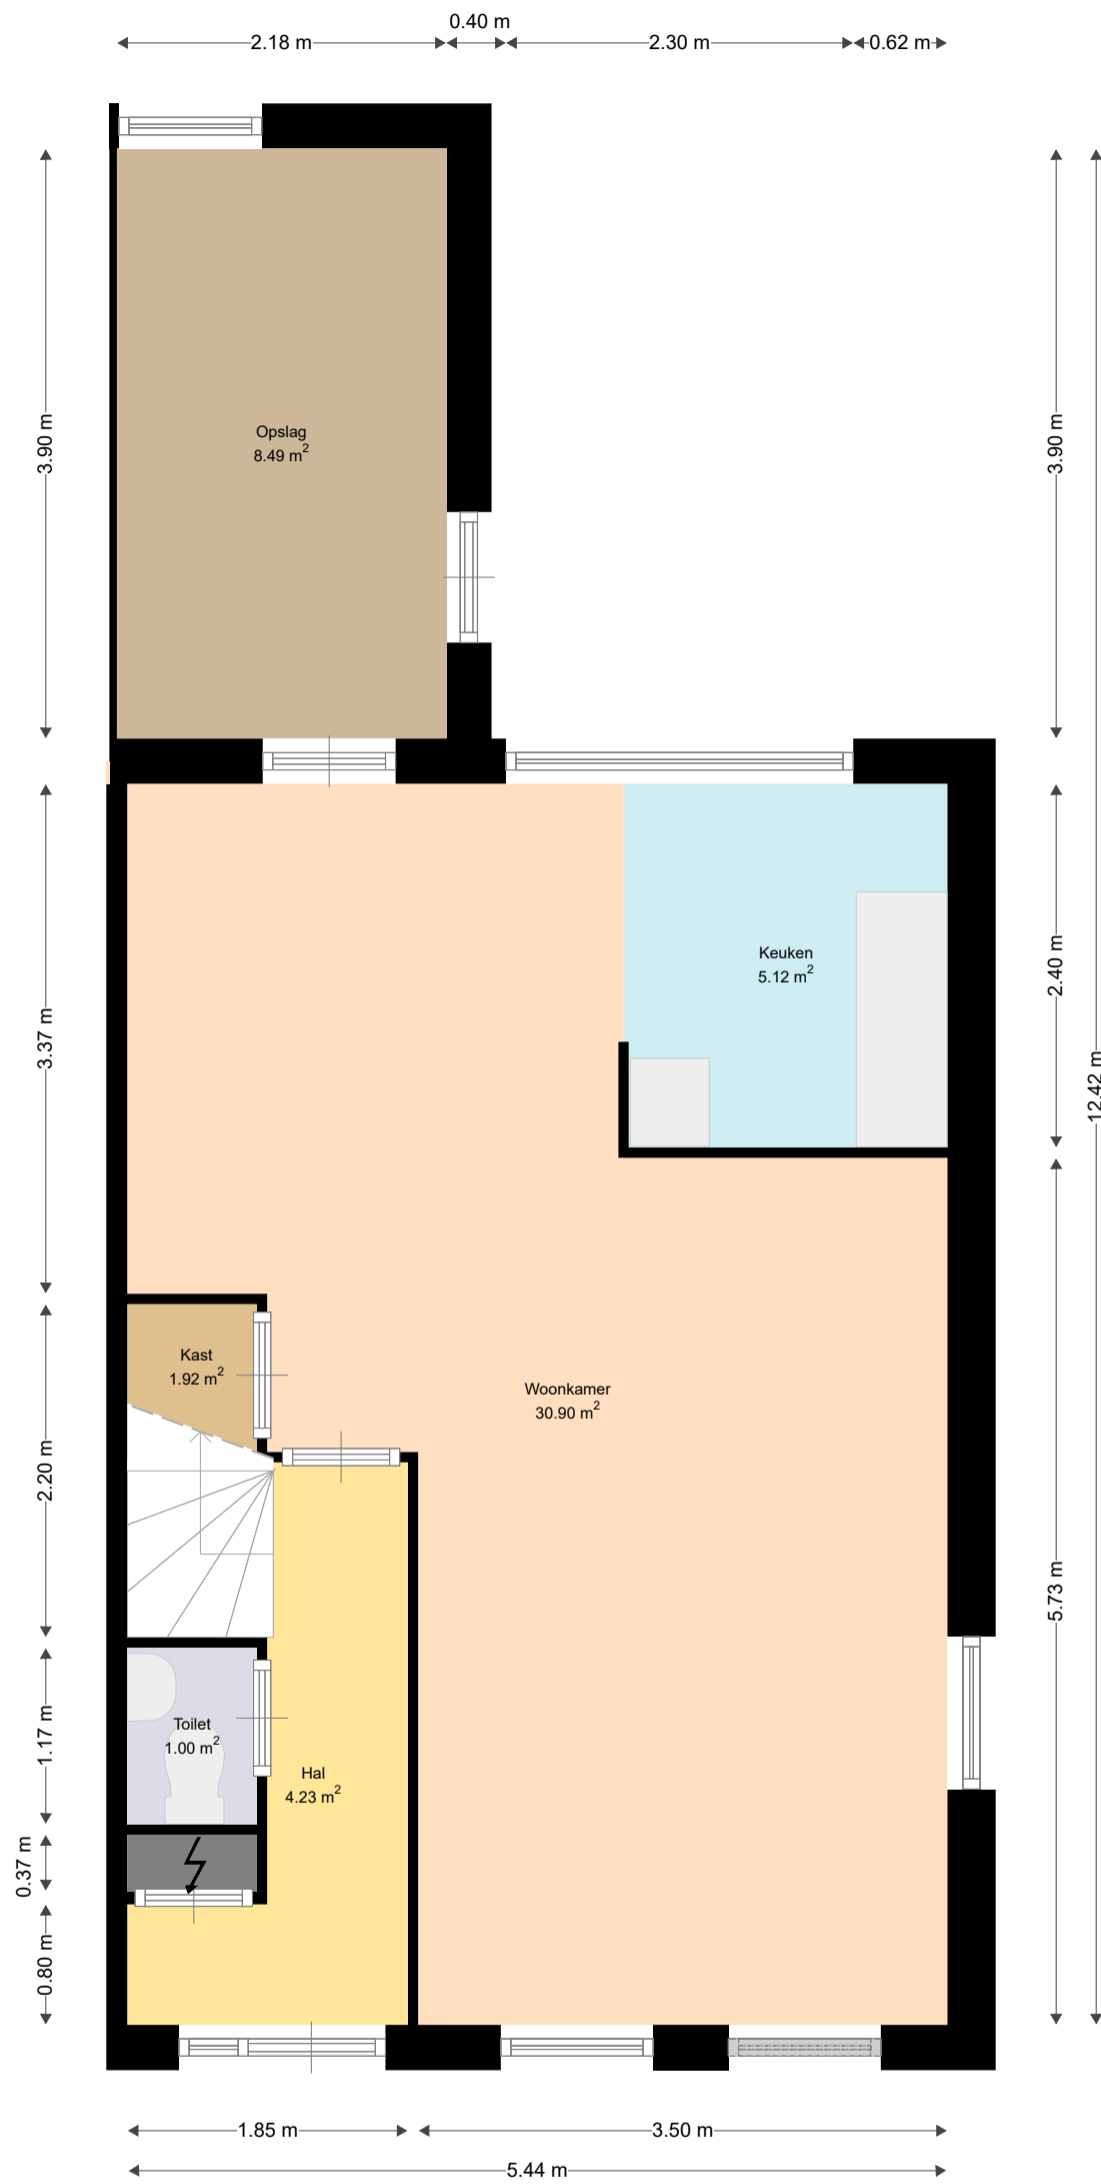 0.40 m
2.18 m
2.30 m
0.62 m
3.90 m
Opslag
8.49 m²
3.90 m
3.37 m
Keuken
5.12 m²
2.40 m
12.42 m
Kast
1.92 m²
Woonkamer
30.90 m²
2.20 m
5.73 m
1.17 m
Toilet
1.00 m²
Hal
4.23 m²
0.37 m
0.80 m
1.85 m
3.50 m
5.44 m